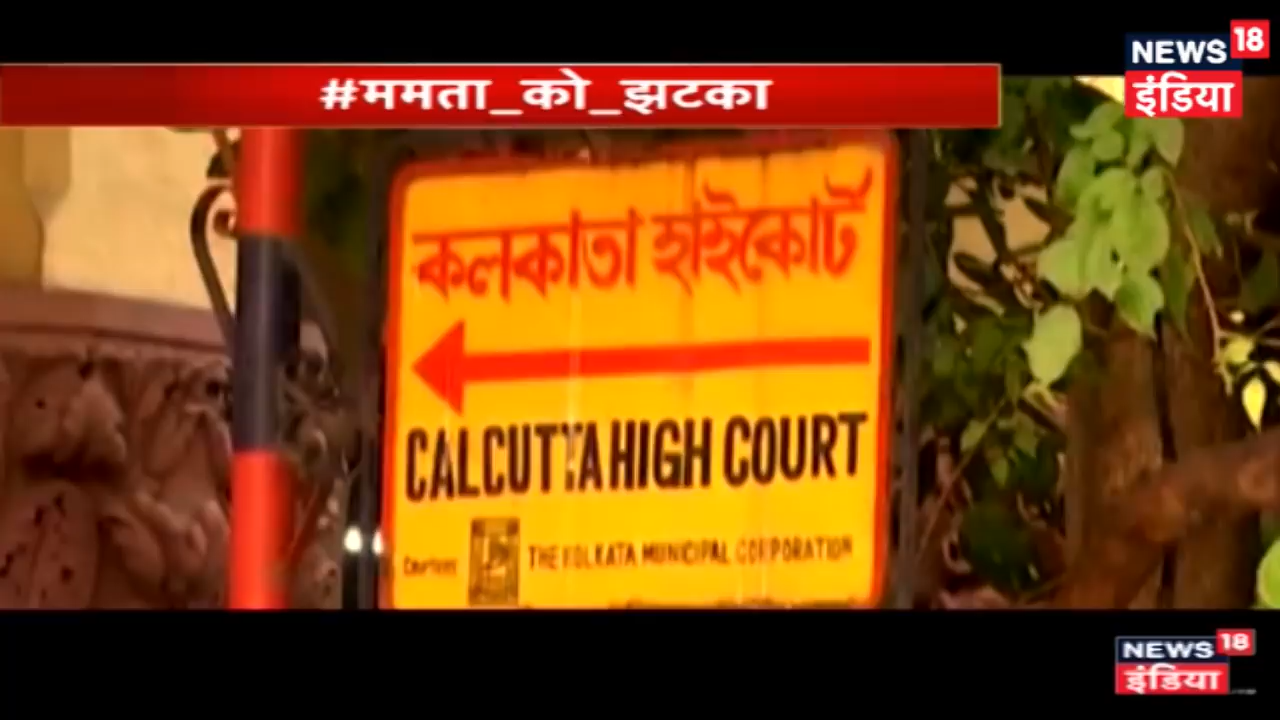 NEWS 18
इंडिया
#ममता_को_झटका
কলকাতা হাইকোর্ট
CALCUTTA HIGH COURT
Courtesy
THE KOLKATA MUNICIPAL CORPORATION
NEWS 18
इंडिया